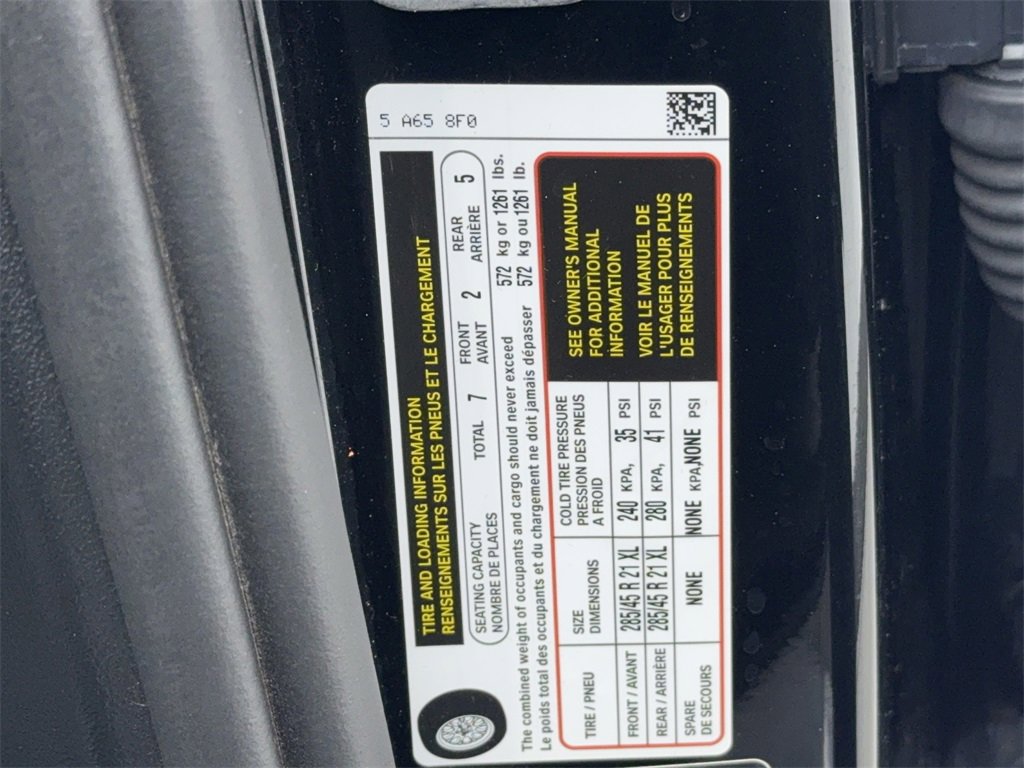 5 A65 8F0
TIRE AND LOADING INFORMATION
RENSEIGNEMENTS SUR LES PNEUS ET LE CHARGEMENT
SEATING CAPACITY
NOMBRE DE PLACES
TOTAL 7
FRONT
AVANT
2
REAR
ARRIÈRE
5
The combined weight of occupants and cargo should never exceed 572 kg or 1261 lbs.
Le poids total des occupants et du chargement ne doit jamais dépasser 572 kg ou 1261 lb.
TIRE / PNEU
SIZE
DIMENSIONS
COLD TIRE PRESSURE
PRESSION DES PNEUS
A FROID
FRONT / AVANT 285/45 R 21 XL 240 KPA, 35 PSI
REAR / ARRIÈRE 285/45 R 21 XL 280 KPA, 41 PSI
SPARE
DE SECOURS
NONE NONE KPA, NONE PSI
SEE OWNER'S MANUAL
FOR ADDITIONAL
INFORMATION
VOIR LE MANUEL DE
L'USAGER POUR PLUS
DE RENSEIGNEMENTS